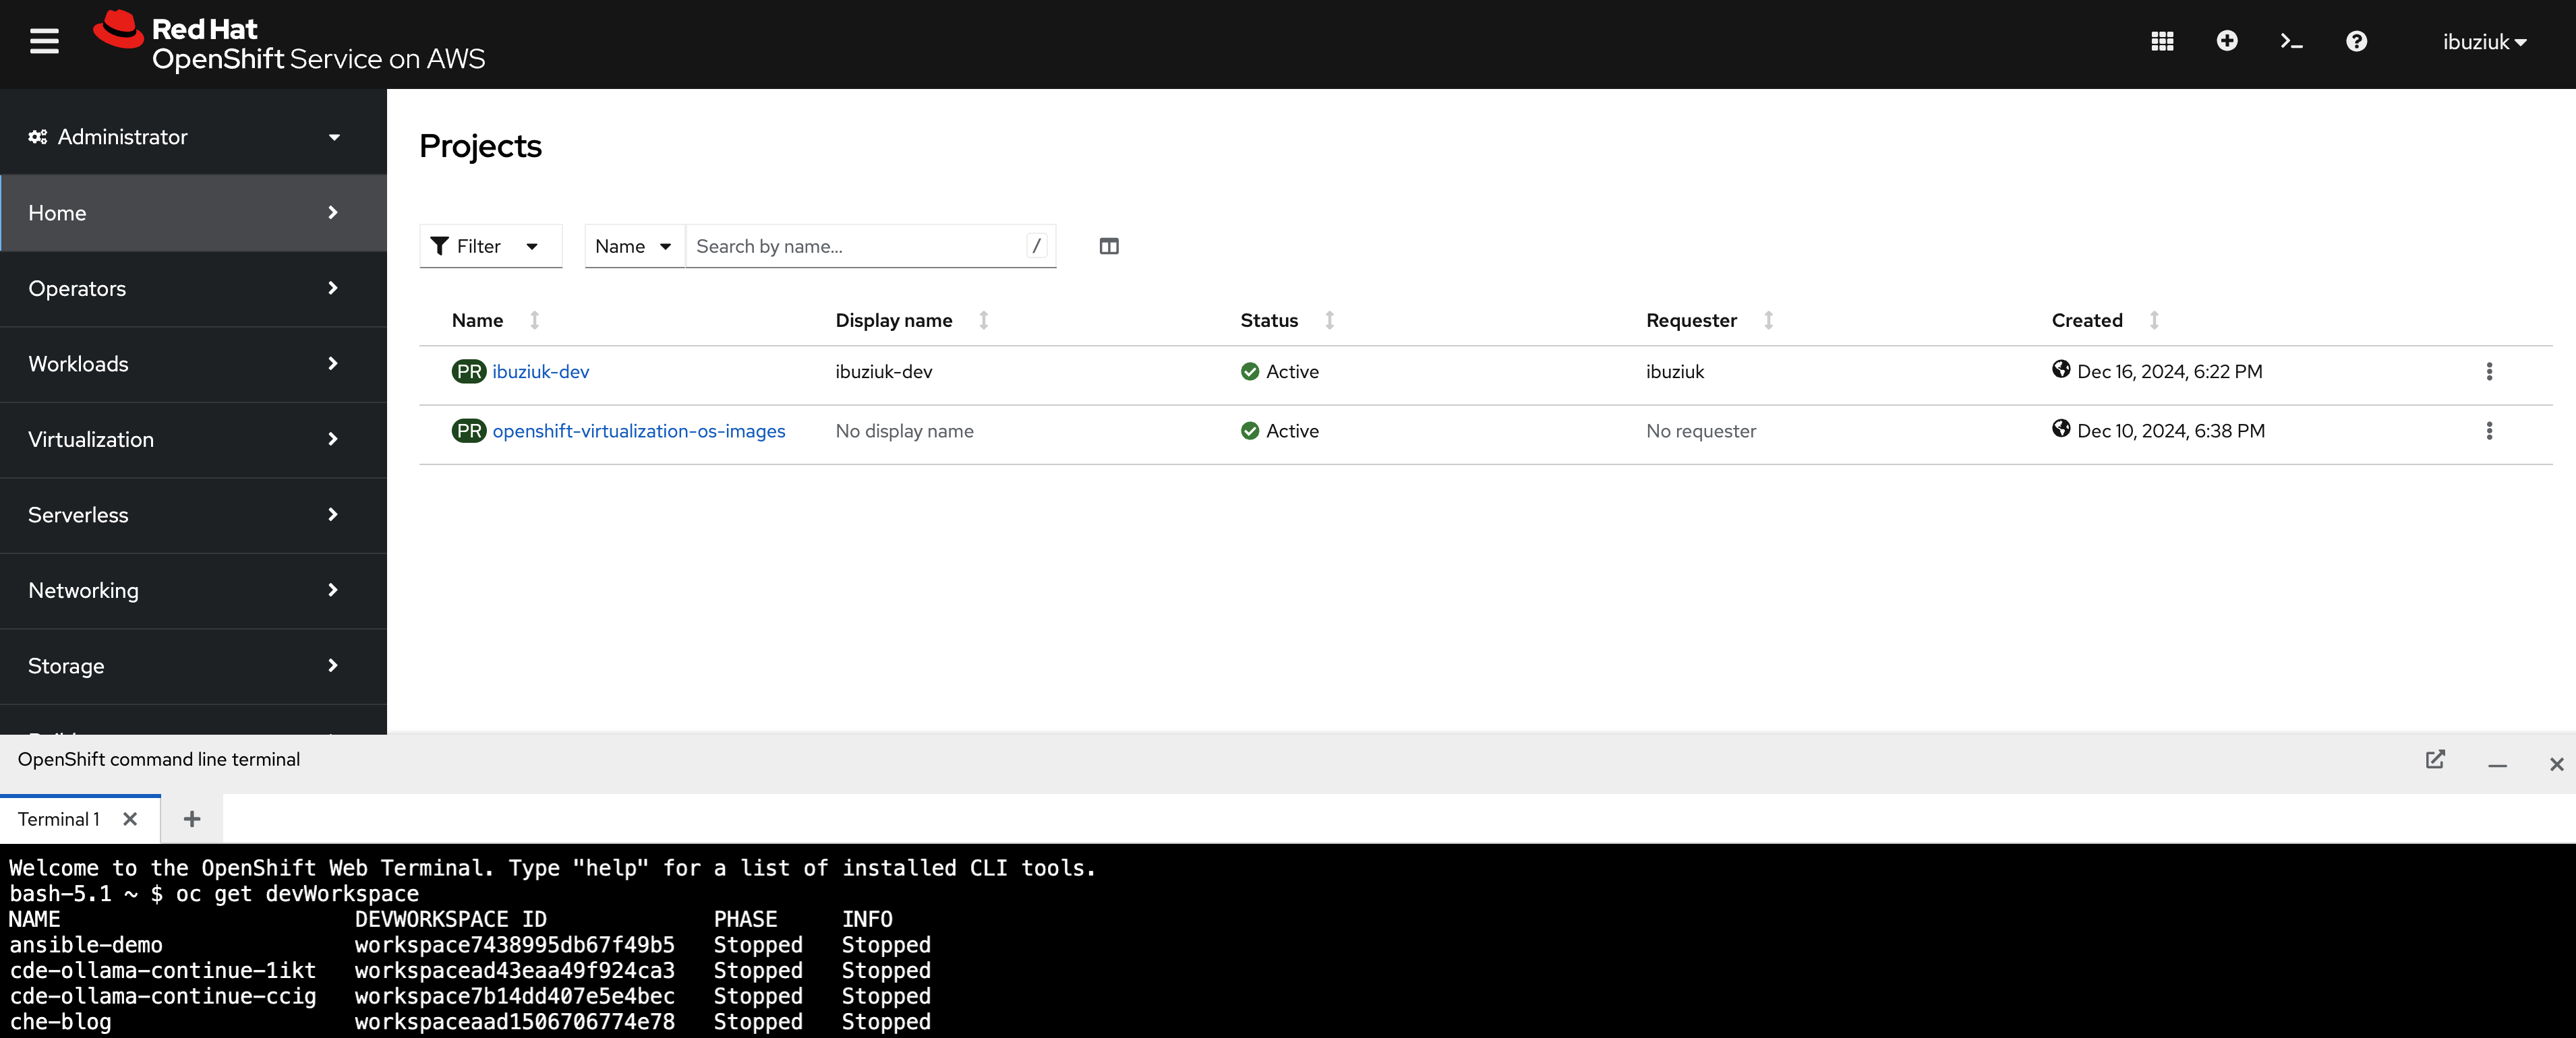 Red Hat
OpenShift Service on AWS
ibuziuk
Administrator
Home
Operators
Workloads
Virtualization
Serverless
Networking
Storage
Projects
Filter
Name
Search by name...
/
Name Display name Status Requester Created
PR ibuziuk-dev ibuziuk-dev Active ibuziuk Dec 16, 2024, 6:22 PM
PR openshift-virtualization-os-images No display name Active No requester Dec 10, 2024, 6:38 PM
OpenShift command line terminal
Terminal 1
Welcome to the OpenShift Web Terminal. Type "help" for a list of installed CLI tools.
bash-5.1 ~ $ oc get devWorkspace
NAME DEVWORKSPACE ID PHASE INFO
ansible-demo workspace7438995db67f49b5 Stopped Stopped
cde-ollama-continue-1ikt workspacead43eaa49f924ca3 Stopped Stopped
cde-ollama-continue-ccig workspace7b14dd407e5e4bec Stopped Stopped
che-blog workspaceaad1506706774e78 Stopped Stopped